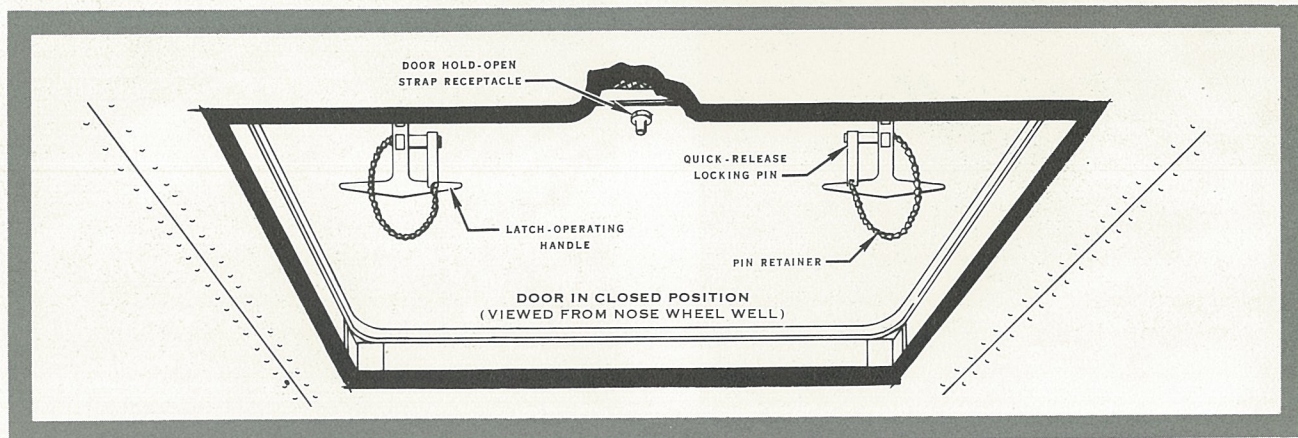 DOOR HOLD-OPEN
STRAP RECEPTACLE
QUICK-RELEASE
LOCKING PIN
LATCH-OPERATING
HANDLE
PIN RETAINER
DOOR IN CLOSED POSITION
(VIEWED FROM NOSE WHEEL WELL)